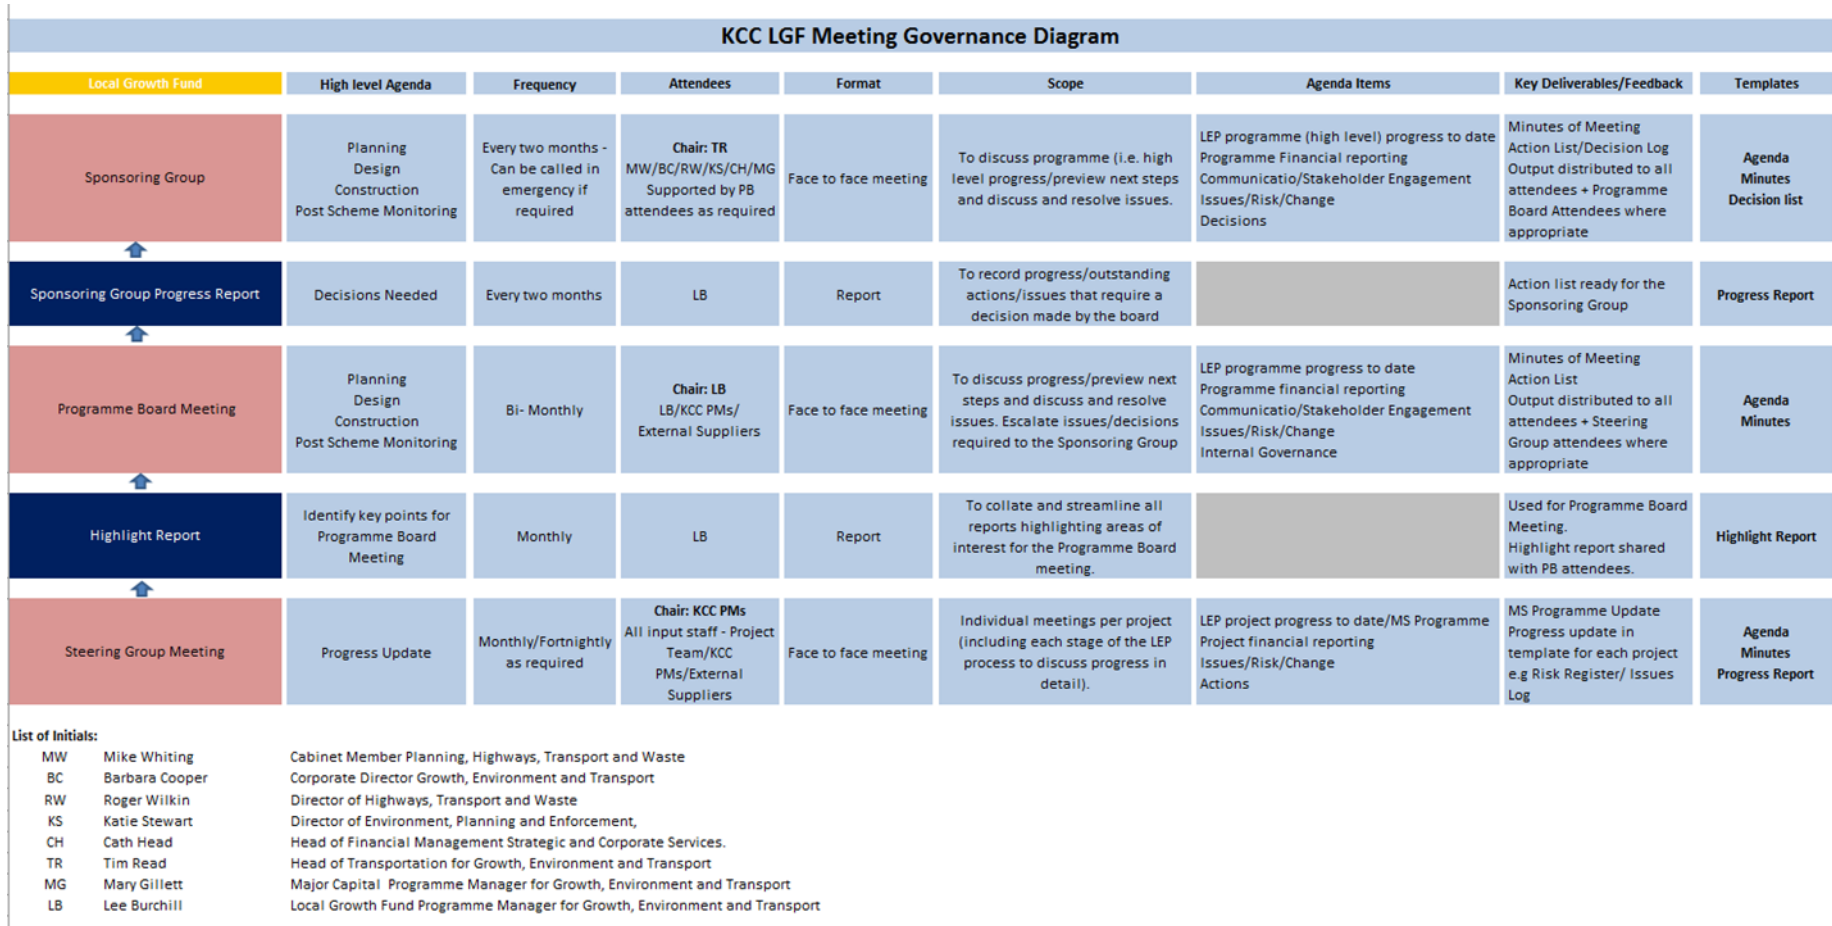 KCC LGF Meeting Governance Diagram
Local Growth Fund
High level Agenda
Frequency
Attendees
Format
Scope
Agenda Items
Key Deliverables/Feedback
Templates
Sponsoring Group
Planning
Design
Construction
Post Scheme Monitoring
Every two months -
Can be called in
emergency if
required
Chair: TR
MW/BC/RW/KS/CH/MG
Supported by PB
attendees as required
Face to face meeting
To discuss programme (i.e. high
level progress/preview next steps
and discuss and resolve issues.
LEP programme (high level) progress to date
Programme Financial reporting
Communicatio/Stakeholder Engagement
Issues/Risk/Change
Decisions
Minutes of Meeting
Action List/Decision Log
Output distributed to all
attendees + Programme
Board Attendees where
appropriate
Agenda
Minutes
Decision list
Sponsoring Group Progress Report
Decisions Needed
Every two months
LB
Report
To record progress/outstanding
actions/issues that require a
decision made by the board
Action list ready for the
Sponsoring Group
Progress Report
Programme Board Meeting
Planning
Design
Construction
Post Scheme Monitoring
Bi- Monthly
Chair: LB
LB/KCC PMs/
External Suppliers
Face to face meeting
To discuss progress/preview next
steps and discuss and resolve
issues. Escalate issues/decisions
required to the Sponsoring Group
LEP programme progress to date
Programme financial reporting
Communicatio/Stakeholder Engagement
Issues/Risk/Change
Internal Governance
Minutes of Meeting
Action List
Output distributed to all
attendees + Steering
Group attendees where
appropriate
Agenda
Minutes
Highlight Report
Identify key points for
Programme Board
Meeting
Monthly
LB
Report
To collate and streamline all
reports highlighting areas of
interest for the Programme Board
meeting.
Used for Programme Board
Meeting.
Highlight report shared
with PB attendees.
Highlight Report
Steering Group Meeting
Progress Update
Monthly/Fortnightly
as required
Chair: KCC PMs
All input staff - Project
Team/KCC
PMs/External
Suppliers
Face to face meeting
Individual meetings per project
(including each stage of the LEP
process to discuss progress in
detail).
LEP project progress to date/MS Programme
Project financial reporting
Issues/Risk/Change
Actions
MS Programme Update
Progress update in
template for each project
e.g Risk Register/ Issues
Log
Agenda
Minutes
Progress Report
List of Initials:
MW Mike Whiting Cabinet Member Planning, Highways, Transport and Waste
BC Barbara Cooper Corporate Director Growth, Environment and Transport
RW Roger Wilkin Director of Highways, Transport and Waste
KS Katie Stewart Director of Environment, Planning and Enforcement,
CH Cath Head Head of Financial Management Strategic and Corporate Services.
TR Tim Read Head of Transportation for Growth, Environment and Transport
MG Mary Gillett Major Capital Programme Manager for Growth, Environment and Transport
LB Lee Burchill Local Growth Fund Programme Manager for Growth, Environment and Transport